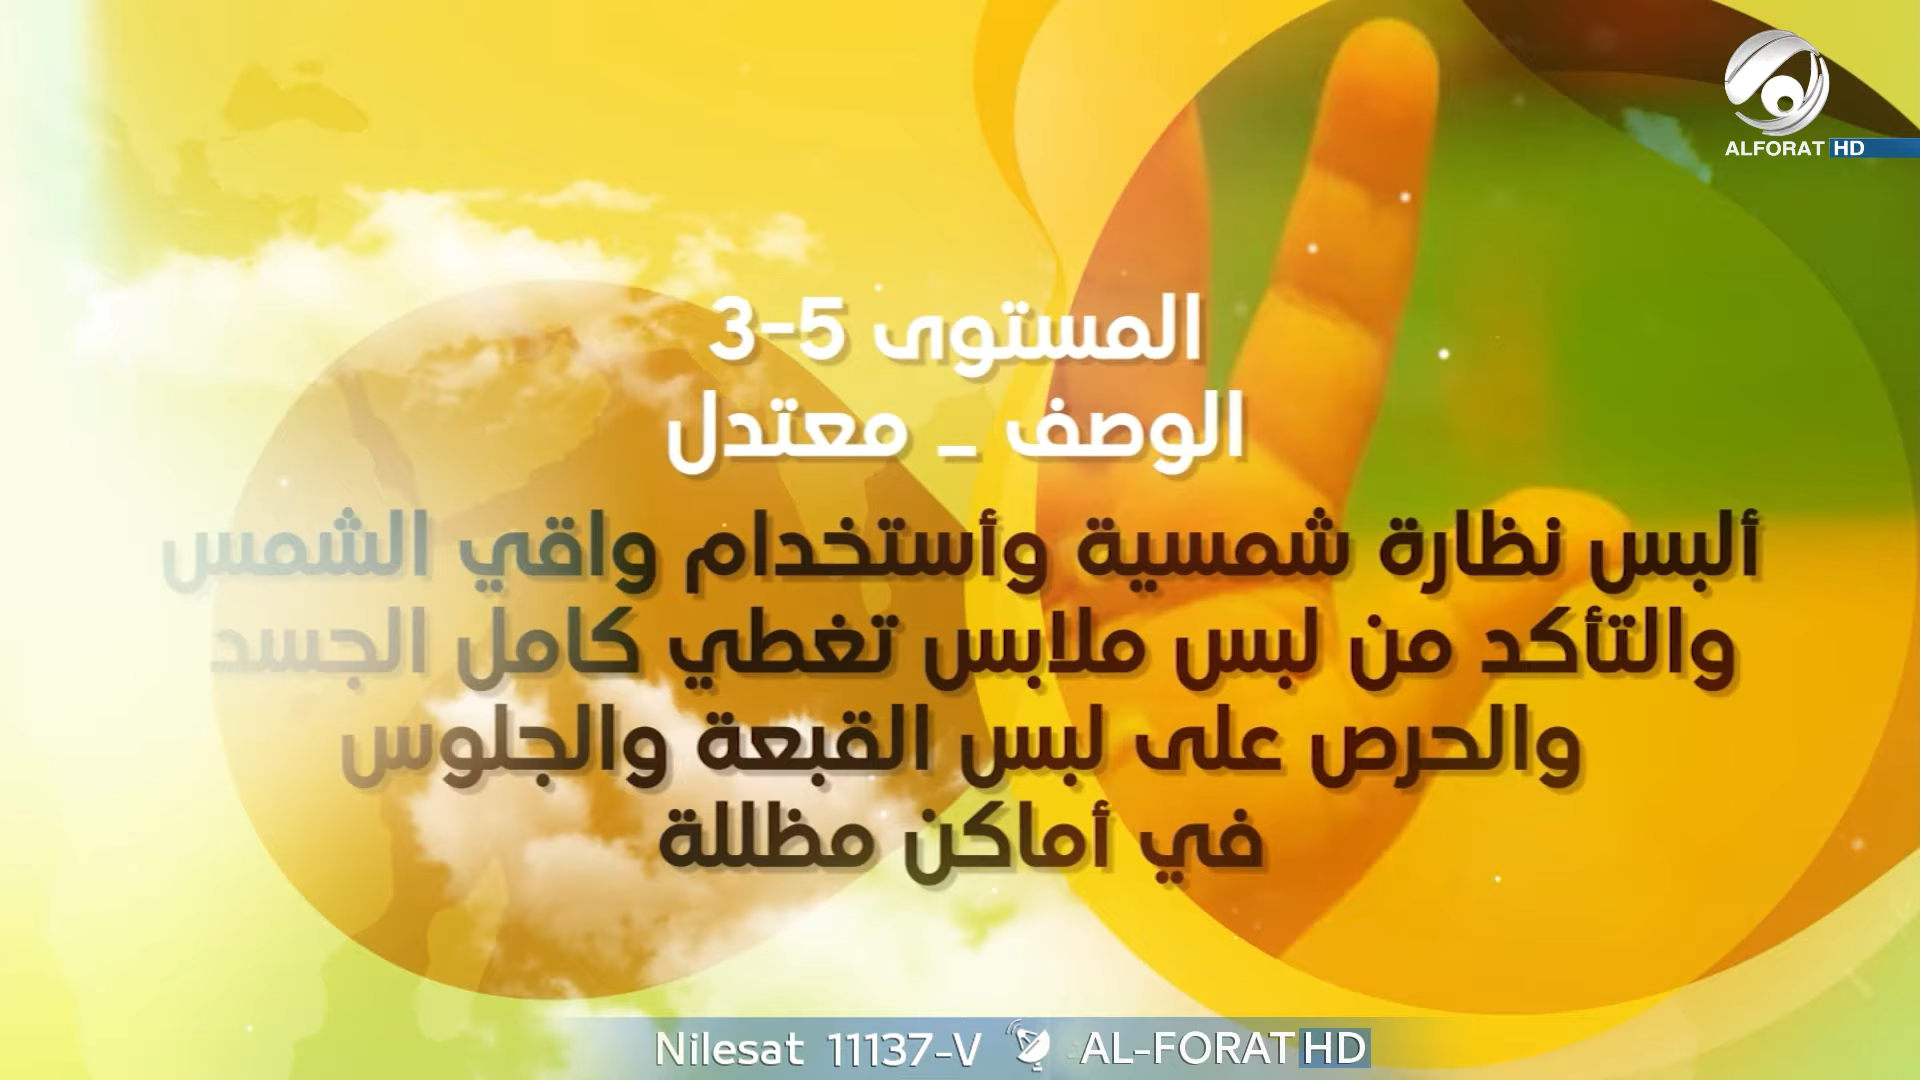 ALFORAT HD
المستوى 5-3
الوصف _ معتدل
ألبس نظارة شمسية وأستخدام واقي الشمس
والتأكد من لبس ملابس تغطي كامل الجسد
والحرص على لبس القبعة والجلوس
في أماكن مظللة
Nilesat 11137-V AL-FORAT HD